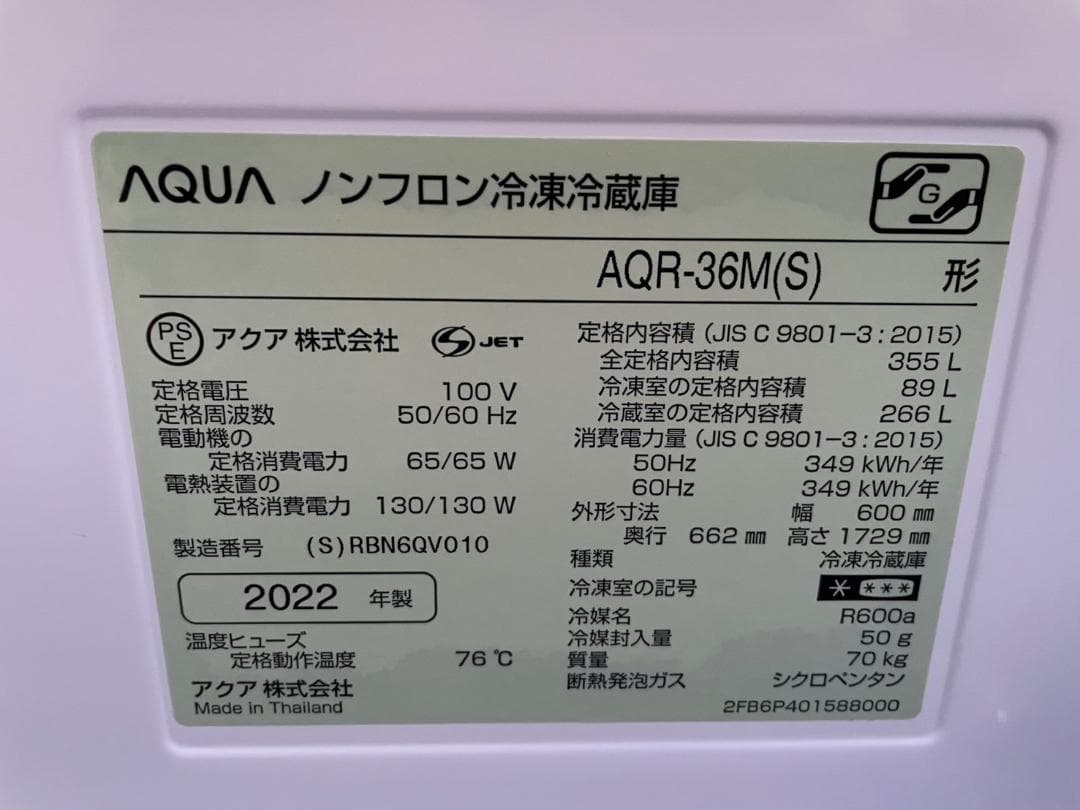 AQUA ノンフロン冷凍冷蔵庫
G
AQR-36M(S) 形
PS
E
アクア 株式会社
S JET
定格電圧 100 V
定格周波数 50/60 Hz
電動機の
定格消費電力 65/65 W
電熱装置の
定格消費電力 130/130 W
製造番号 (S)RBN6QV010
2022 年製
温度ヒューズ
定格動作温度 76 ℃
アクア 株式会社
Made in Thailand
定格内容積 (JIS C 9801-3 : 2015)
全定格内容積 355 L
冷凍室の定格内容積 89 L
冷蔵室の定格内容積 266 L
消費電力量 (JIS C 9801-3 : 2015)
50Hz 349 kWh/年
60Hz 349 kWh/年
外形寸法 幅 600 ㎜
奥行 662 ㎜ 高さ 1729 ㎜
種類 冷凍冷蔵庫
冷凍室の記号 * ***
冷媒名 R600a
冷媒封入量 50 g
質量 70 kg
断熱発泡ガス シクロペンタン
2FB6P401588000